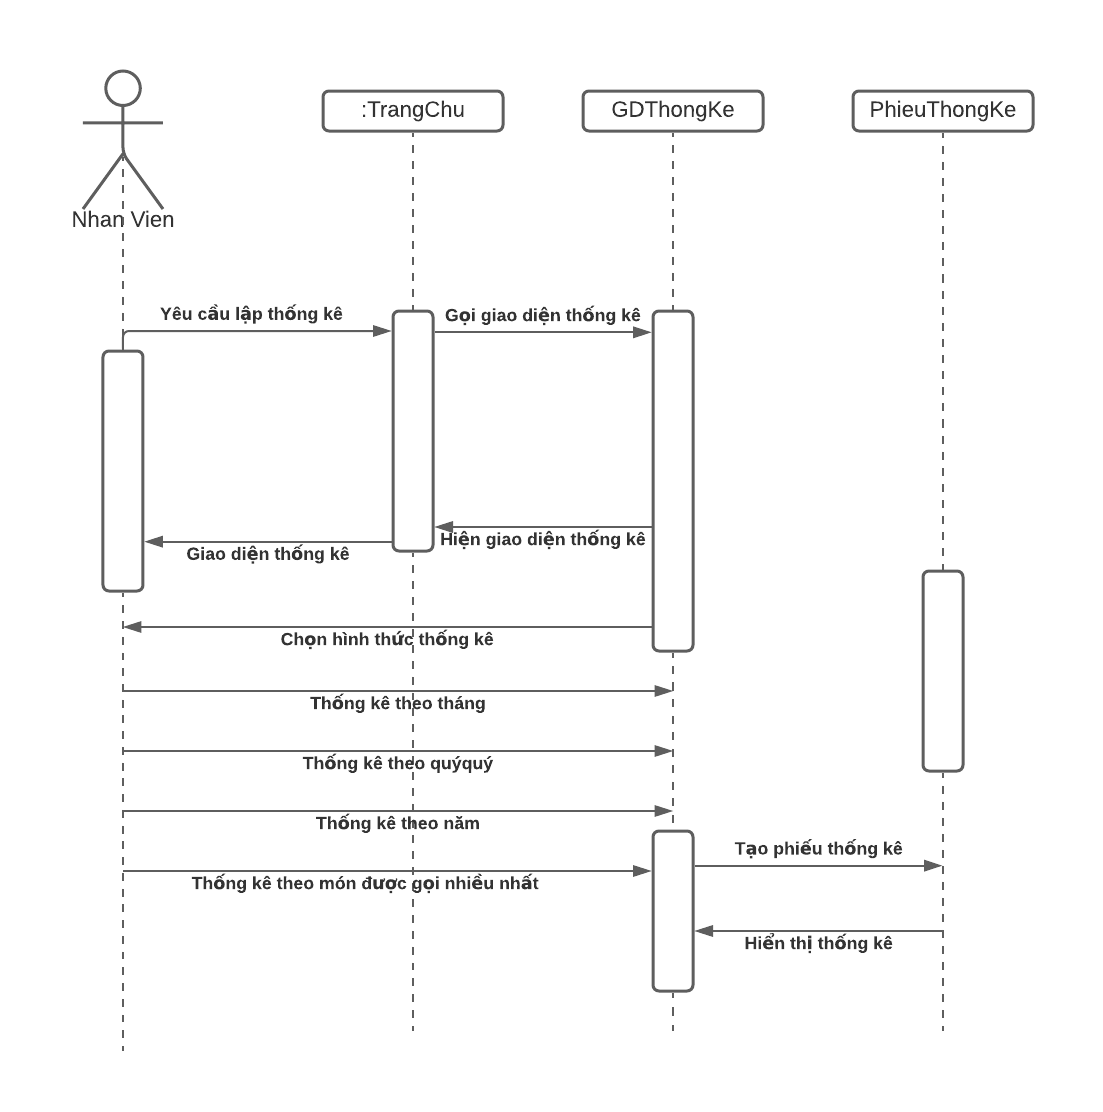 :TrangChu
GDThongKe
PhieuThongKe
Nhan Vien
Yêu cầu lập thống kê
Gọi giao diện thống kê
Hiện giao diện thống kê
Giao diện thống kê
Chọn hình thức thống kê
Thống kê theo tháng
Thống kê theo quýquý
Thống kê theo năm
Tạo phiếu thống kê
Thống kê theo món được gọi nhiều nhất
Hiển thị thống kê